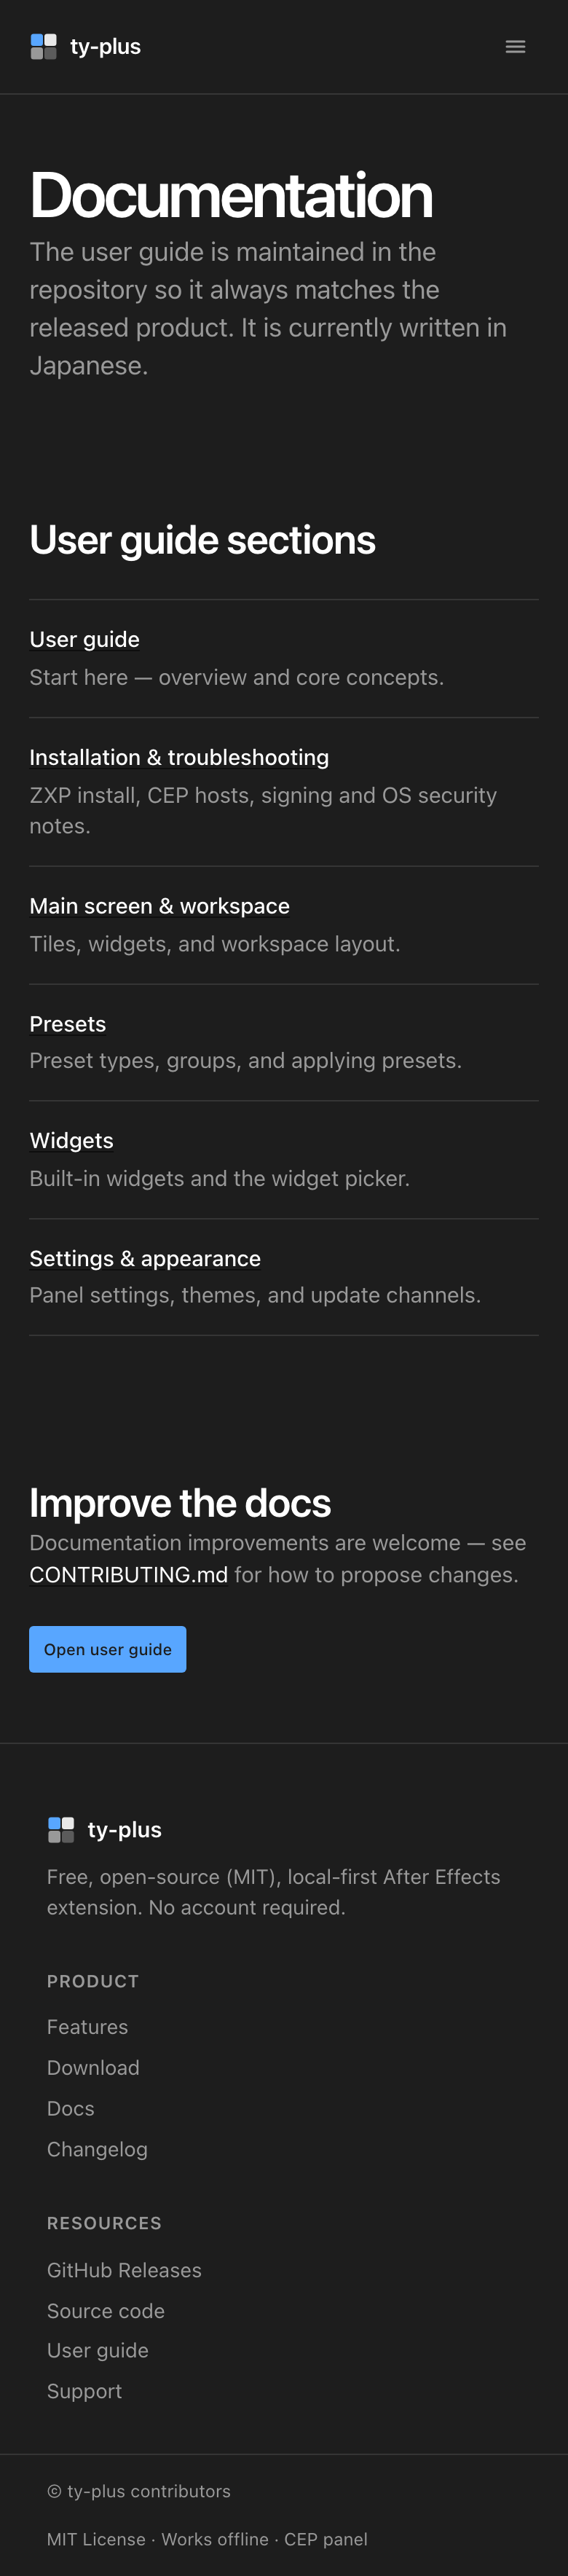 ty-plus
Documentation
The user guide is maintained in the
repository so it always matches the
released product. It is currently written in
Japanese.
User guide sections
User guide
Start here — overview and core concepts.
Installation & troubleshooting
ZXP install, CEP hosts, signing and OS security
notes.
Main screen & workspace
Tiles, widgets, and workspace layout.
Presets
Preset types, groups, and applying presets.
Widgets
Built-in widgets and the widget picker.
Settings & appearance
Panel settings, themes, and update channels.
Improve the docs
Documentation improvements are welcome — see
CONTRIBUTING.md for how to propose changes.
Open user guide
ty-plus
Free, open-source (MIT), local-first After Effects
extension. No account required.
PRODUCT
Features
Download
Docs
Changelog
RESOURCES
GitHub Releases
Source code
User guide
Support
© ty-plus contributors
MIT License · Works offline · CEP panel